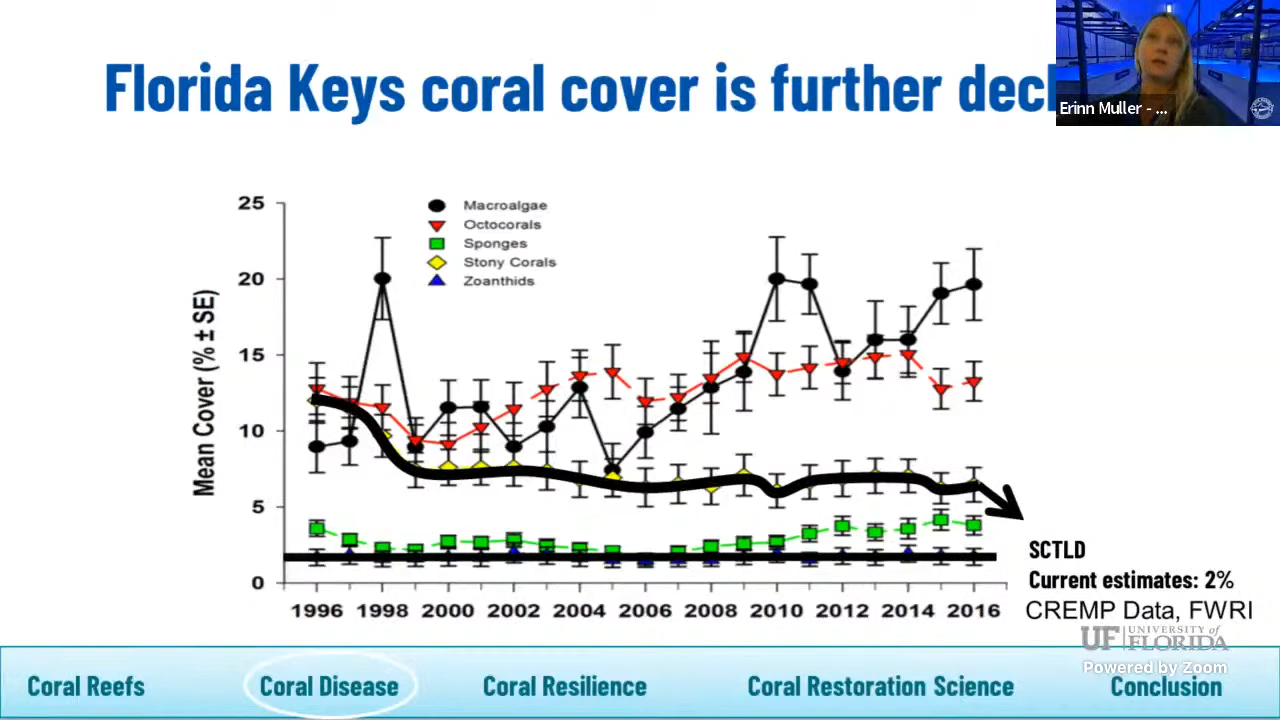 Florida Keys coral cover is further decl
Erinn Muller - ...
25
20
15
10
5
0
Mean Cover (% ± SE)
Macroalgae
Octocorals
Sponges
Stony Corals
Zoanthids
1996 1998 2000 2002 2004 2006 2008 2010 2012 2014 2016
SCTLD
Current estimates: 2%
CREMP Data, FWRI
UF UNIVERSITY of
FLORIDA
Powered by Zoom
Coral Reefs Coral Disease Coral Resilience Coral Restoration Science Conclusion